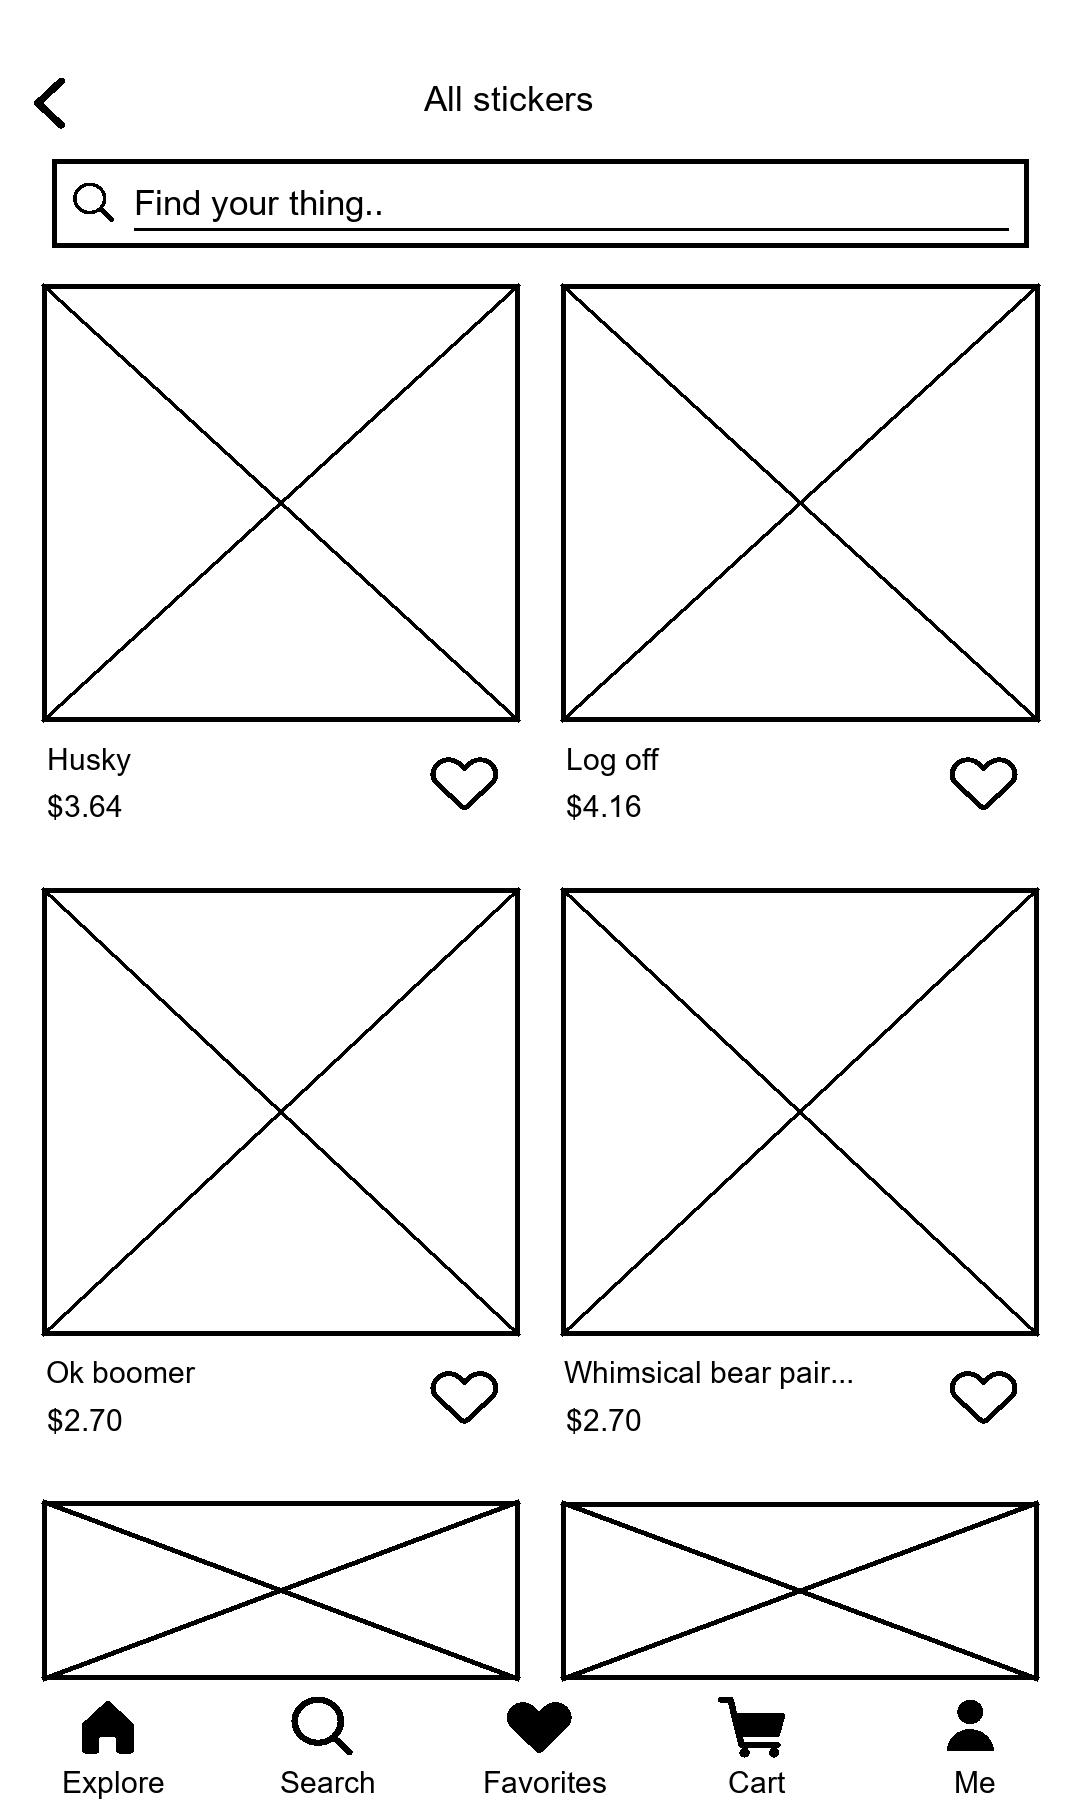 All stickers
Find your thing..
Husky
$3.64
Log off
$4.16
Ok boomer
$2.70
Whimsical bear pair...
$2.70
Explore
Search
Favorites
Cart
Me